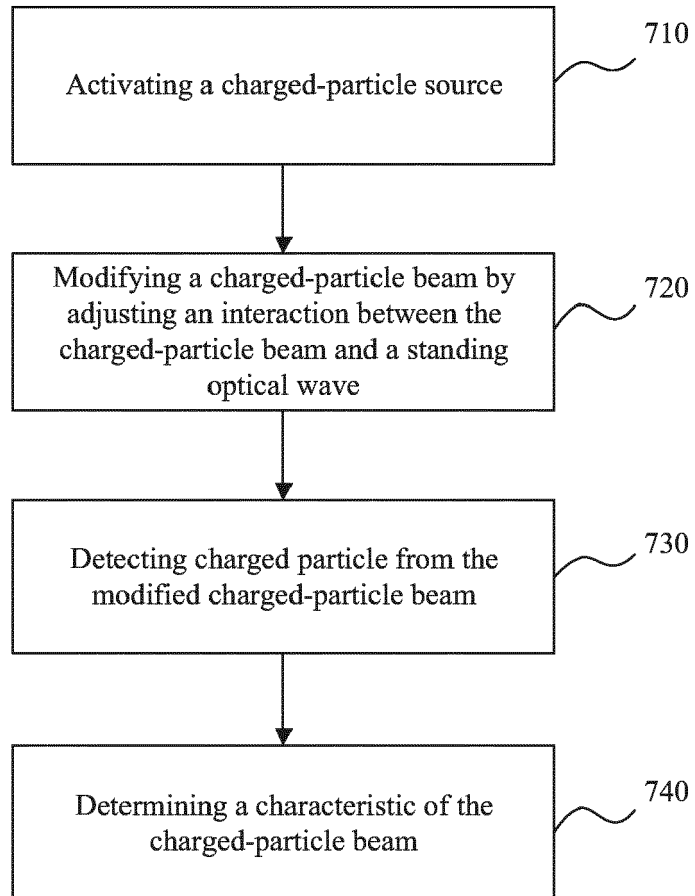 Activating a charged-particle source
710
Modifying a charged-particle beam by
adjusting an interaction between the
charged-particle beam and a standing
optical wave
720
Detecting charged particle from the
modified charged-particle beam
730
Determining a characteristic of the
charged-particle beam
740